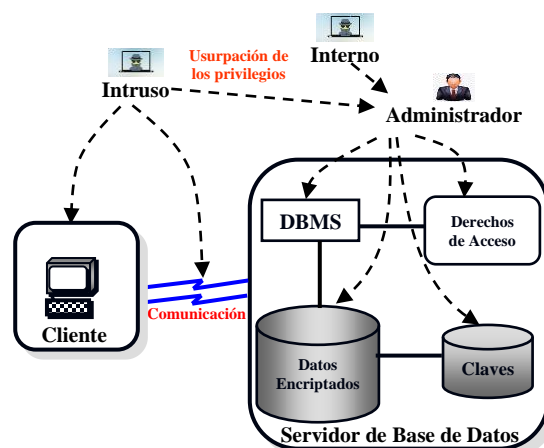 Usurpación de
los privilegios
Interno
Intruso
Administrador
DBMS
Derechos
de Acceso
Comunicación
Cliente
Datos
Encriptados
Claves
Servidor de Base de Datos